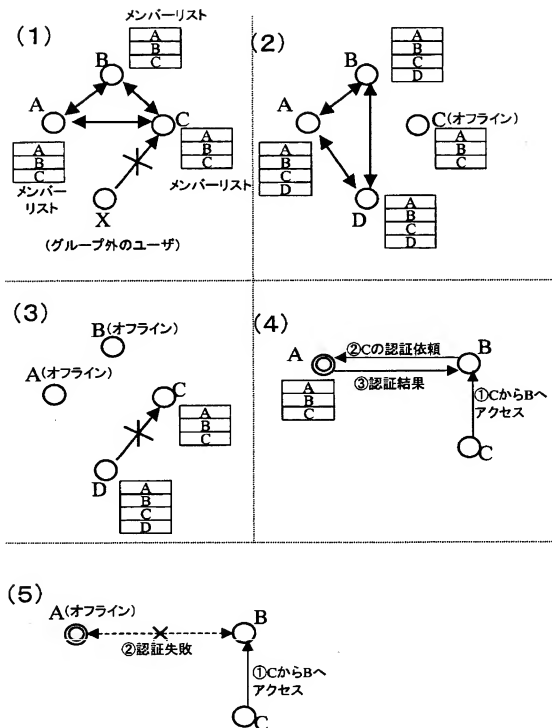 (1)
メンバーリスト
B
A
B
C
A
C
A
B
C
メンバー
リスト
A
B
C
メンバーリスト
X
(グループ外のユーザ)
(2)
B
A
B
C
D
A
C(オフライン)
A
B
C
A
B
C
D
D
A
B
C
D
(3)
B(オフライン)
A(オフライン)
C
A
B
C
D
A
B
C
D
(4)
A
②Cの認証依頼
B
③認証結果
A
B
C
①CからBへ
アクセス
C
(5)
A(オフライン)
B
②認証失敗
①CからBへ
アクセス
C